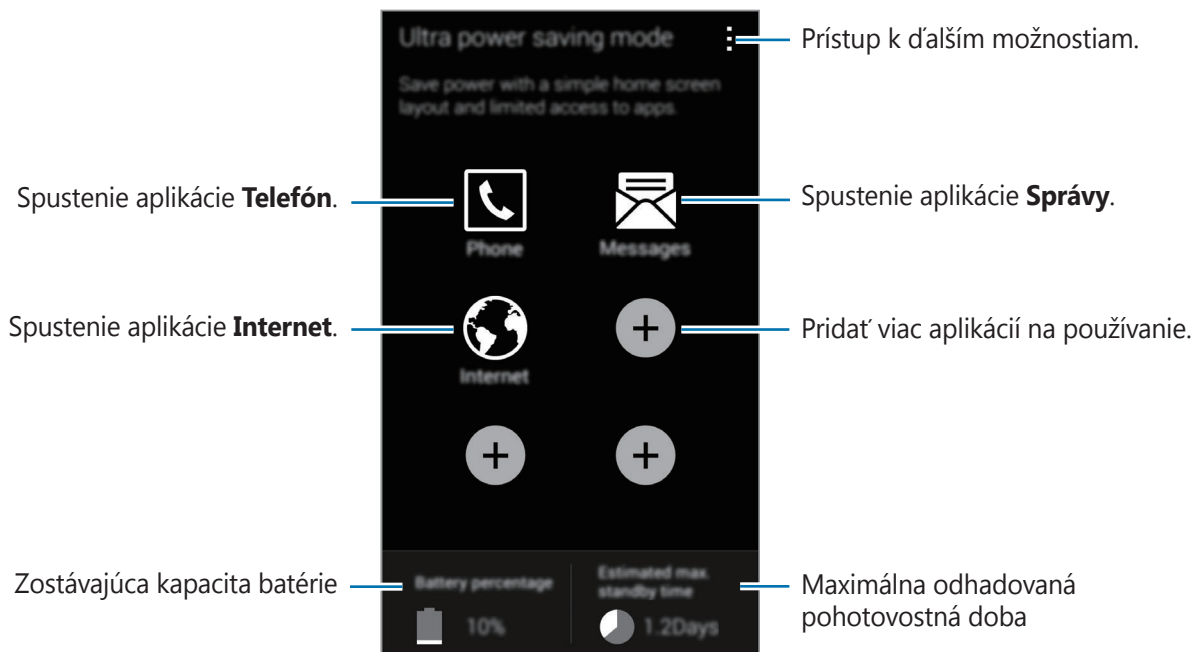 Ultra power saving mode
Prístup k ďalším možnostiam.
Save power with a simple home screen
layout and limited access to apps.
Spustenie aplikácie Telefón.
Spustenie aplikácie Správy.
Phone
Messages
Spustenie aplikácie Internet.
Pridať viac aplikácií na používanie.
Internet
Zostávajúca kapacita batérie
Battery percentage
10%
Estimated max.
standby time
1.2Days
Maximálna odhadovaná
pohotovostná doba